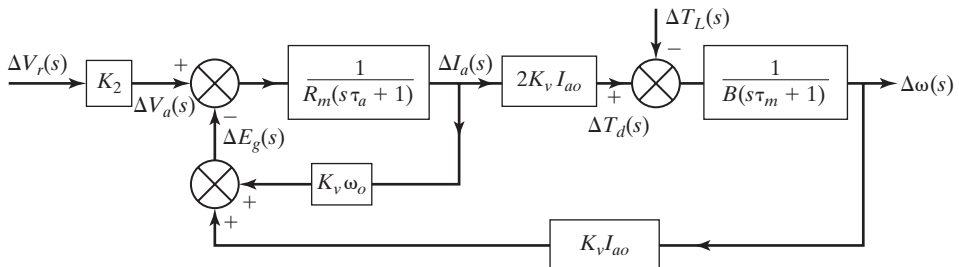 ΔT_L(s)
−
ΔV_r(s)
K_2
+
ΔV_a(s)
1
R_m(sτ_a + 1)
ΔI_a(s)
2K_v I_ao
+
ΔT_d(s)
1
B(sτ_m + 1)
Δω(s)
−
ΔE_g(s)
K_v ω_o
+
+
K_v I_ao